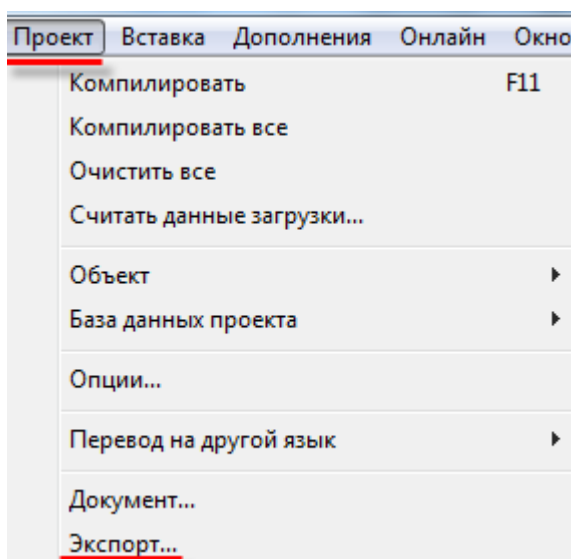 Проект Вставка Дополнения Онлайн Окно
Компилировать F11
Компилировать все
Очистить все
Считать данные загрузки...
Объект
База данных проекта
Опции...
Перевод на другой язык
Документ...
Экспорт...